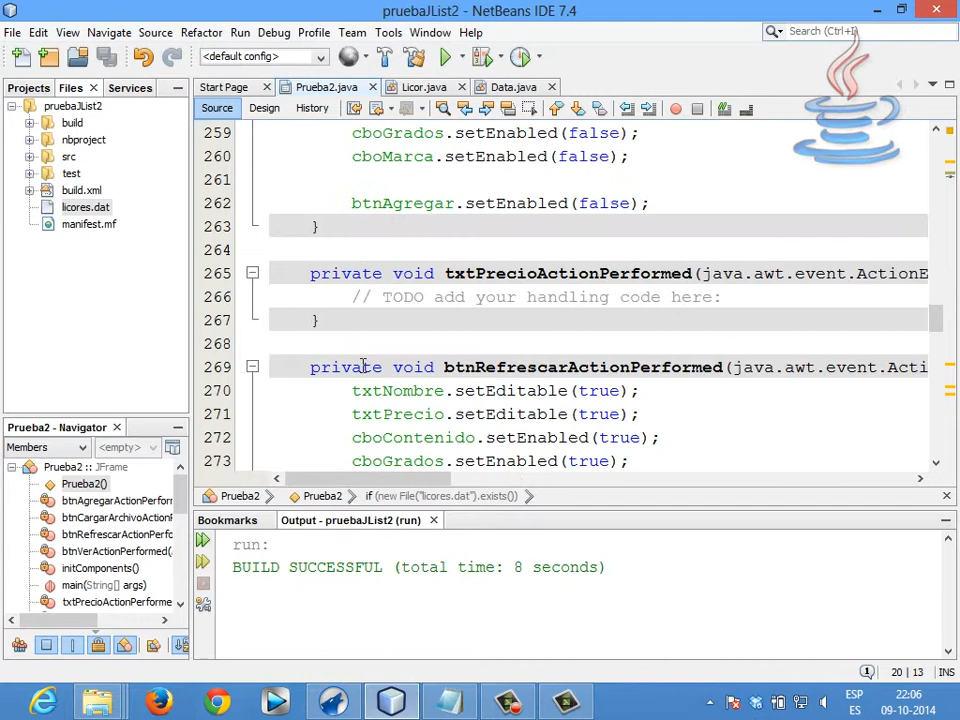 pruebaJList2 - NetBeans IDE 7.4
File Edit View Navigate Source Refactor Run Debug Profile Team Tools Window Help
Search (Ctrl+I)
<default config>
Projects Files Services
Start Page Prueba2.java Licor.java Data.java
Source Design History
pruebaJList2
build
nbproject
src
test
build.xml
licores.dat
manifest.mf
259 cboGrados.setEnabled(false);
260 cboMarca.setEnabled(false);
261
262 btnAgregar.setEnabled(false);
263 }
264
265 private void txtPrecioActionPerformed(java.awt.event.ActionE
266 // TODO add your handling code here:
267 }
268
269 private void btnRefrescarActionPerformed(java.awt.event.Acti
270 txtNombre.setEditable(true);
271 txtPrecio.setEditable(true);
272 cboContenido.setEnabled(true);
273 cboGrados.setEnabled(true);
Prueba2 Prueba2 if (new File("licores.dat").exists())
Prueba2 - Navigator
Members <empty>
Prueba2 :: JFrame
Prueba2()
btnAgregarActionPerfor
btnCargarArchivoAction
btnRefrescarActionPerf
btnVerActionPerformed(
initComponents()
main(String[] args)
txtPrecioActionPerforme
Bookmarks Output - pruebaJList2 (run)
run:
BUILD SUCCESSFUL (total time: 8 seconds)
1 20 | 13 INS
ESP
ES
22:06
09-10-2014